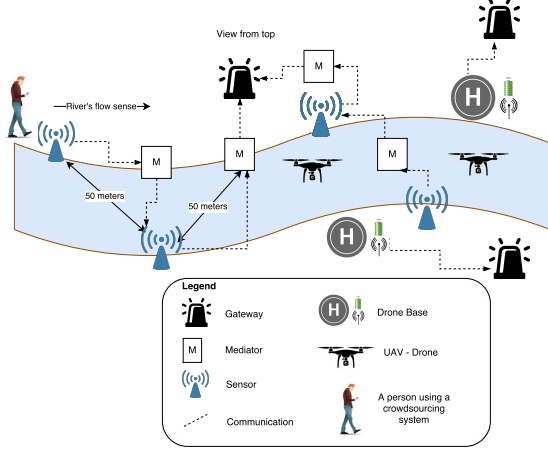 View from top
M
H
River's flow sense
M
M
M
50 meters
50 meters
H
Legend
Gateway
H
Drone Base
M
Mediator
UAV - Drone
Sensor
A person using a
crowdsourcing
system
Communication